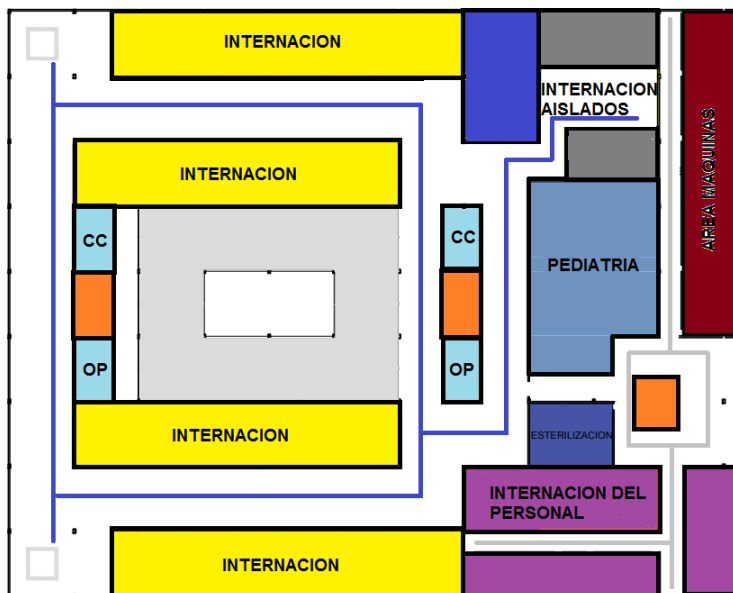 INTERNACION
INTERNACION
AISLADOS
AREA MAQUINAS
INTERNACION
CC
CC
PEDIATRIA
OP
OP
INTERNACION
ESTERILIZACION
INTERNACION DEL
PERSONAL
INTERNACION